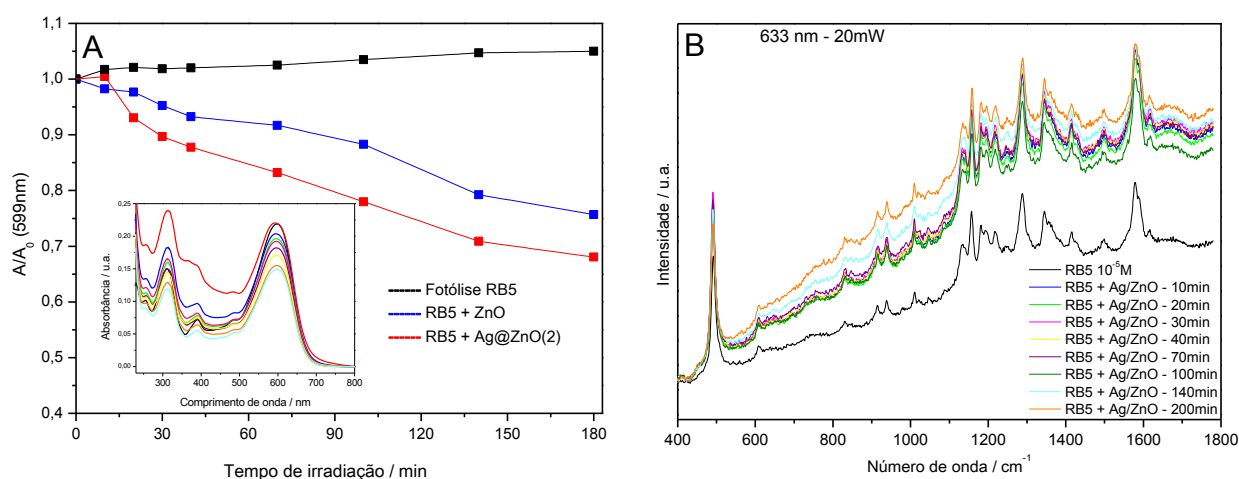 A
1,1
1,0
0,9
0,8
0,7
0,6
0,5
0,4
A/A0 (599nm)
0 30 60 90 120 150 180
Tempo de irradiação / min
Fotólise RB5
RB5 + ZnO
RB5 + Ag@ZnO(2)
0,25
0,20
0,15
0,10
0,05
0,00
Absorbância / u.a.
300 400 500 600 700 800
Comprimento de onda / nm
B
633 nm - 20mW
Intensidade / u.a.
RB5 10-5M
RB5 + Ag/ZnO - 10min
RB5 + Ag/ZnO - 20min
RB5 + Ag/ZnO - 30min
RB5 + Ag/ZnO - 40min
RB5 + Ag/ZnO - 70min
RB5 + Ag/ZnO - 100min
RB5 + Ag/ZnO - 140min
RB5 + Ag/ZnO - 200min
400 600 800 1000 1200 1400 1600 1800
Número de onda / cm-1